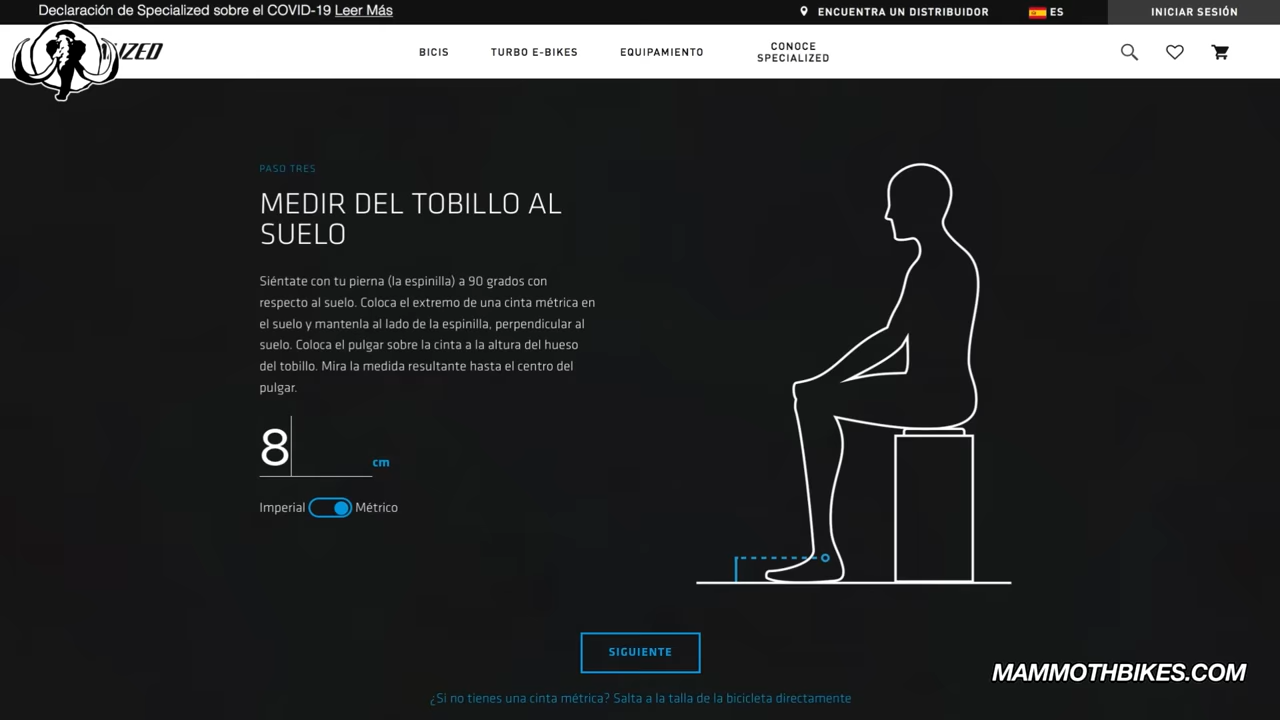 Declaración de Specialized sobre el COVID-19 Leer Más
ENCUENTRA UN DISTRIBUIDOR
ES
INICIAR SESIÓN
IZED
BICIS
TURBO E-BIKES
EQUIPAMIENTO
CONOCE
SPECIALIZED
PASO TRES
MEDIR DEL TOBILLO AL
SUELO
Siéntate con tu pierna (la espinilla) a 90 grados con
respecto al suelo. Coloca el extremo de una cinta métrica en
el suelo y mantenla al lado de la espinilla, perpendicular al
suelo. Coloca el pulgar sobre la cinta a la altura del hueso
del tobillo. Mira la medida resultante hasta el centro del
pulgar.
8 cm
Imperial Métrico
SIGUIENTE
MAMMOTHBIKES.COM
¿Si no tienes una cinta métrica? Salta a la talla de la bicicleta directamente